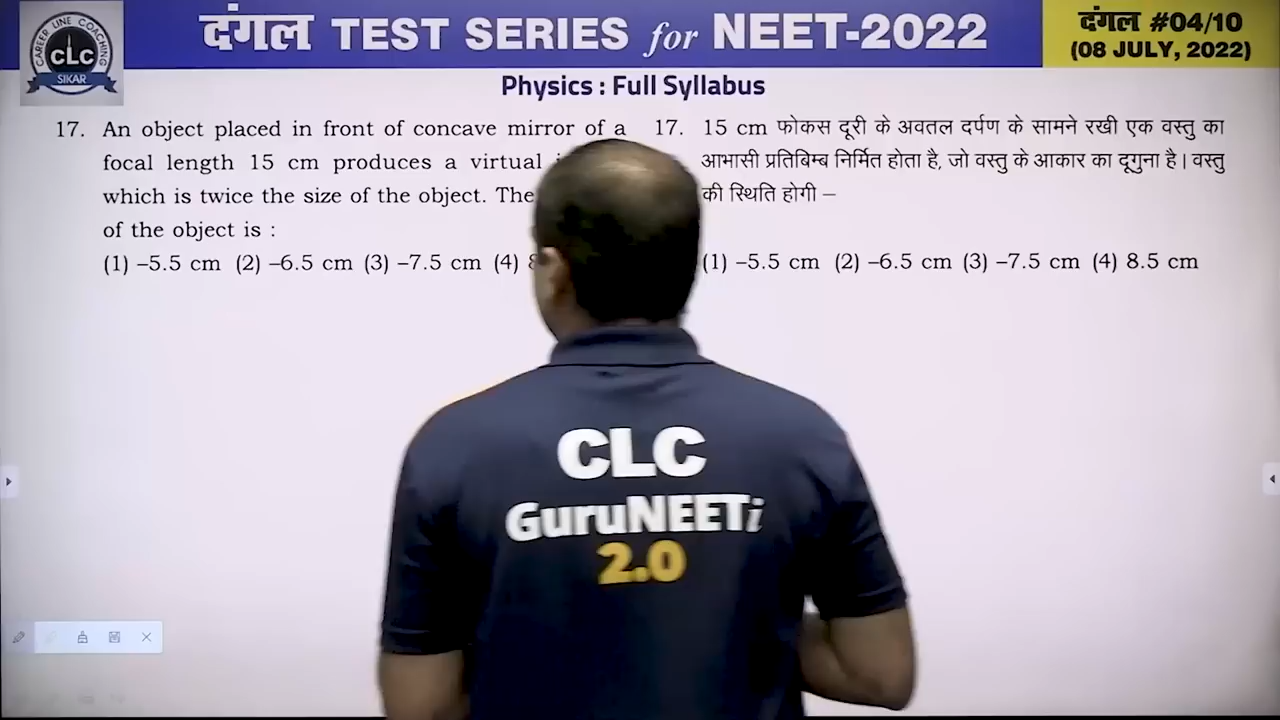 दंगल TEST SERIES for NEET-2022
दंगल #04/10
(08 JULY, 2022)
CAREER LINE COACHING
CLC
SIKAR
Physics : Full Syllabus
17. An object placed in front of concave mirror of a
focal length 15 cm produces a virtual
which is twice the size of the object. The
of the object is :
(1) –5.5 cm (2) –6.5 cm (3) –7.5 cm (4)
17. 15 cm फोकस दूरी के अवतल दर्पण के सामने रखी एक वस्तु का
आभासी प्रतिबिम्ब निर्मित होता है, जो वस्तु के आकार का दूगुना है। वस्तु
की स्थिति होगी –
(1) –5.5 cm (2) –6.5 cm (3) –7.5 cm (4) 8.5 cm
CLC
GuruNEETi
2.0